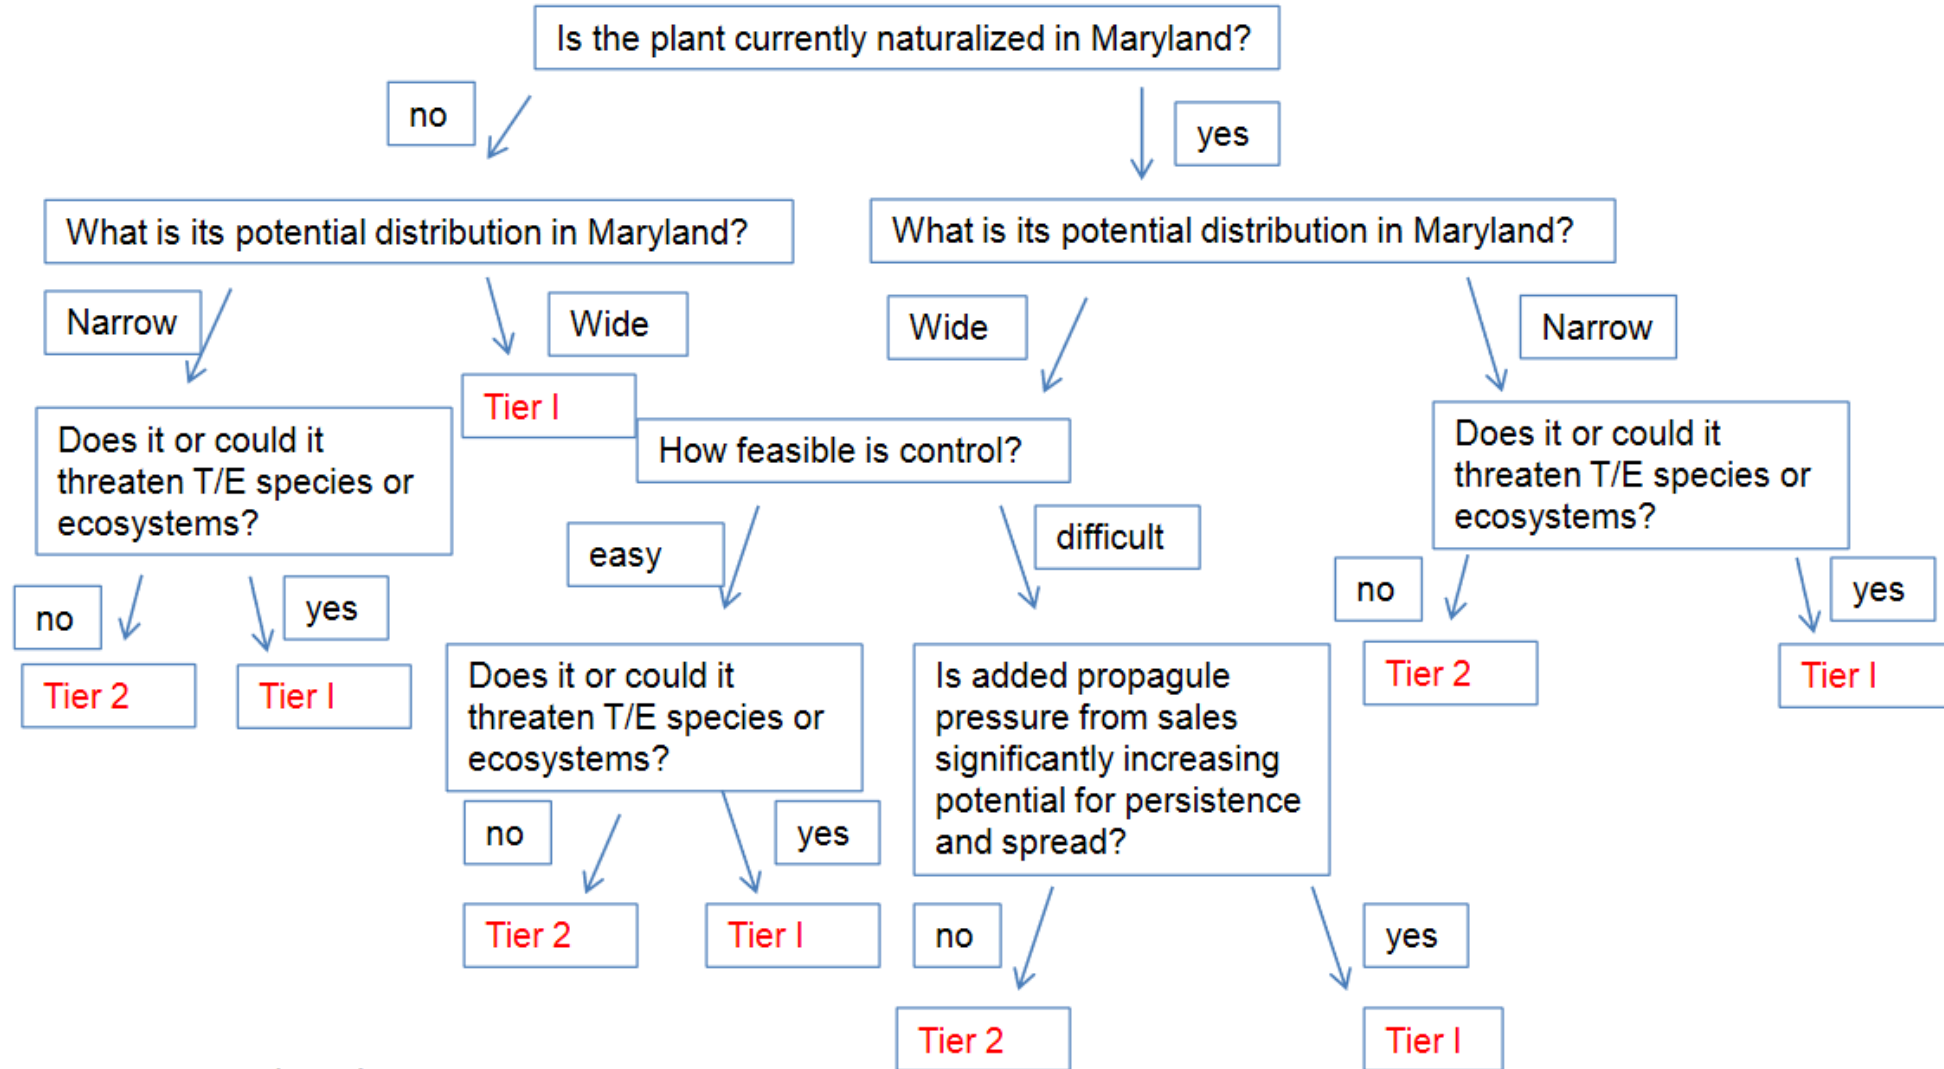 Is the plant currently naturalized in Maryland?
no
yes
What is its potential distribution in Maryland?
What is its potential distribution in Maryland?
Narrow
Wide
Wide
Narrow
Tier I
Does it or could it
threaten T/E species or
ecosystems?
How feasible is control?
Does it or could it
threaten T/E species or
ecosystems?
easy
difficult
no
yes
no
yes
Tier 2
Tier I
Does it or could it
threaten T/E species or
ecosystems?
Is added propagule
pressure from sales
significantly increasing
potential for persistence
and spread?
Tier 2
Tier I
no
yes
Tier 2
Tier I
no
yes
Tier 2
Tier I